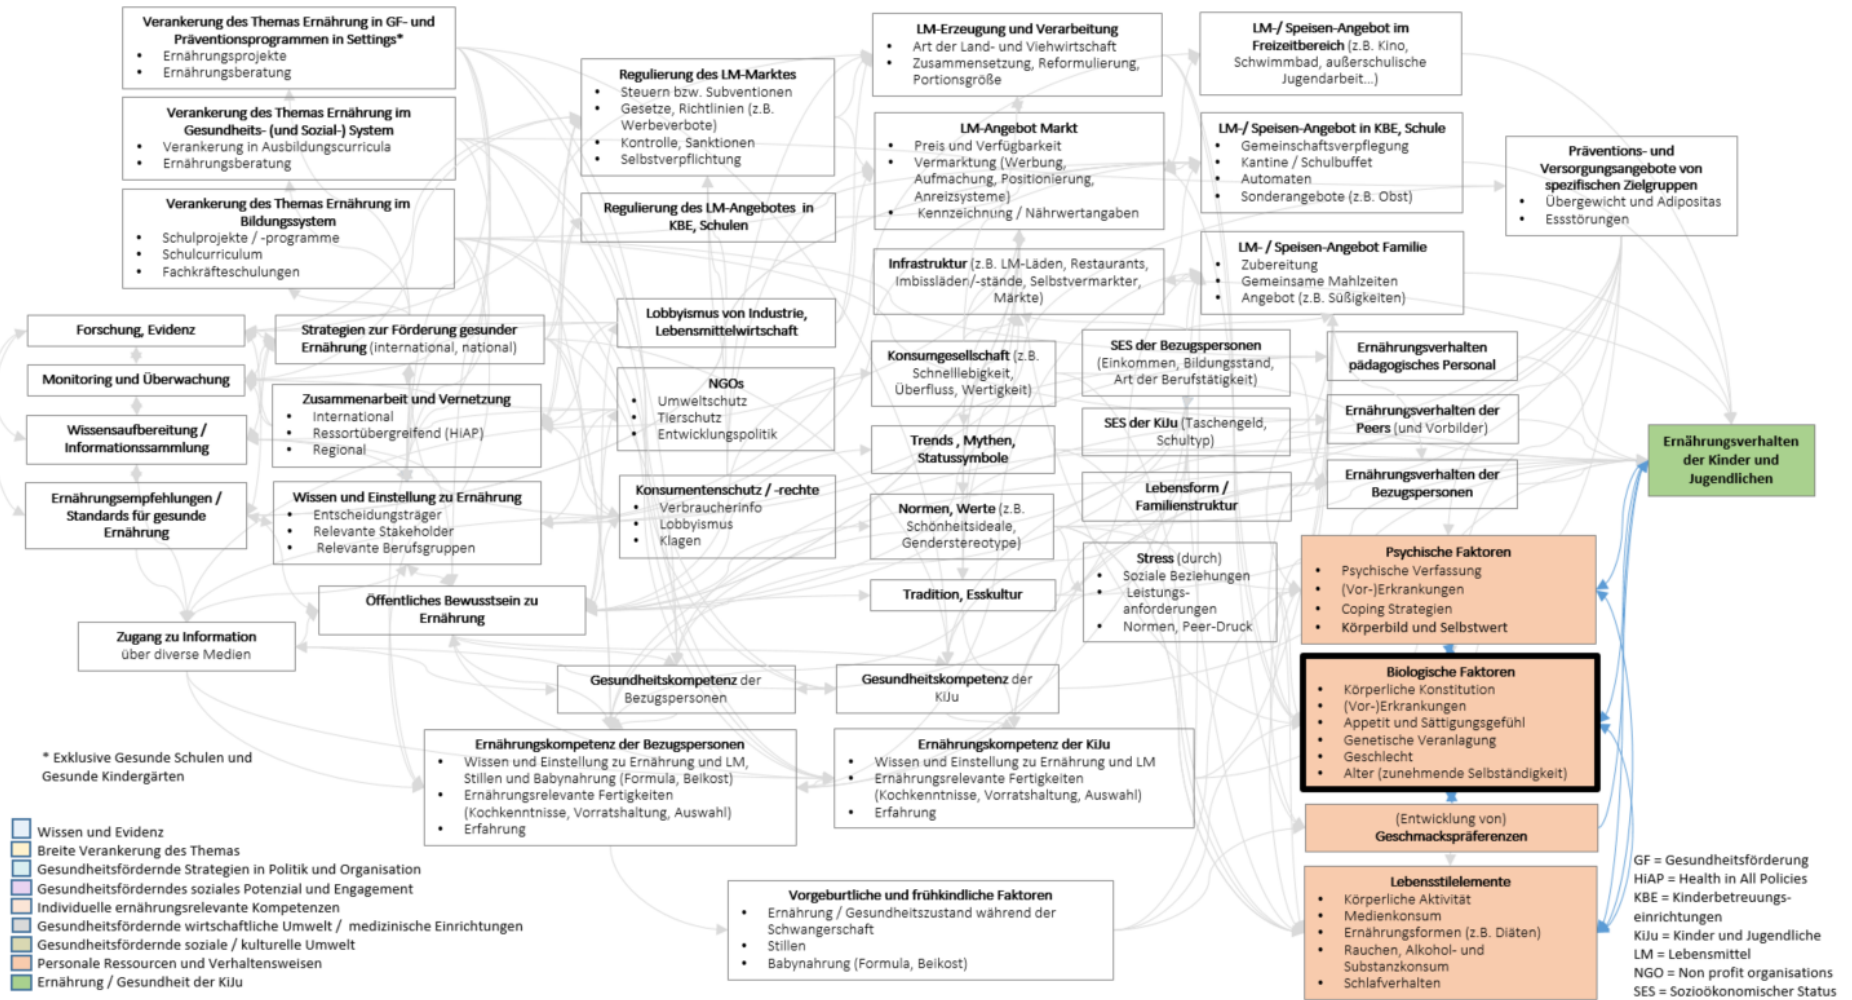 Verankerung des Themas Ernährung in GF- und
Präventionsprogrammen in Settings*
• Ernährungsprojekte
• Ernährungsberatung
Verankerung des Themas Ernährung im
Gesundheits- (und Sozial-) System
• Verankerung in Ausbildungscurricula
• Ernährungsberatung
Verankerung des Themas Ernährung im
Bildungssystem
• Schulprojekte / -programme
• Schulcurriculum
• Fachkräfteschulungen
Forschung, Evidenz
Monitoring und Überwachung
Wissensaufbereitung /
Informationssammlung
Ernährungsempfehlungen /
Standards für gesunde
Ernährung
Strategien zur Förderung gesunder
Ernährung (international, national)
Zusammenarbeit und Vernetzung
• International
• Ressortübergreifend (HiAP)
• Regional
Wissen und Einstellung zu Ernährung
• Entscheidungsträger
• Relevante Stakeholder
• Relevante Berufsgruppen
Öffentliches Bewusstsein zu
Ernährung
Zugang zu Information
über diverse Medien
Regulierung des LM-Marktes
• Steuern bzw. Subventionen
• Gesetze, Richtlinien (z.B.
Werbeverbote)
• Kontrolle, Sanktionen
• Selbstverpflichtung
Regulierung des LM-Angebotes in
KBE, Schulen
Lobbyismus von Industrie,
Lebensmittelwirtschaft
NGOs
• Umweltschutz
• Tierschutz
• Entwicklungspolitik
Konsumentenschutz / -rechte
• Verbraucherinfo
• Lobbyismus
• Klagen
Gesundheitskompetenz der
Bezugspersonen
Gesundheitskompetenz der
KiJu
Ernährungskompetenz der Bezugspersonen
• Wissen und Einstellung zu Ernährung und LM,
Stillen und Babynahrung (Formula, Beikost)
• Ernährungsrelevante Fertigkeiten
(Kochkenntnisse, Vorratshaltung, Auswahl)
• Erfahrung
Ernährungskompetenz der KiJu
• Wissen und Einstellung zu Ernährung und LM
• Ernährungsrelevante Fertigkeiten
(Kochkenntnisse, Vorratshaltung, Auswahl)
• Erfahrung
Vorgeburtliche und frühkindliche Faktoren
• Ernährung / Gesundheitszustand während der
Schwangerschaft
• Stillen
• Babynahrung (Formula, Beikost)
LM-Erzeugung und Verarbeitung
• Art der Land- und Viehwirtschaft
• Zusammensetzung, Reformulierung,
Portionsgröße
LM-Angebot Markt
• Preis und Verfügbarkeit
• Vermarktung (Werbung,
Aufmachung, Positionierung,
Anreizsysteme)
• Kennzeichnung / Nährwertangaben
Infrastruktur (z.B. LM-Läden, Restaurants,
Imbissläden/-stände, Selbstvermarkter,
Märkte)
Konsumgesellschaft (z.B.
Schnelllebigkeit,
Überfluss, Wertigkeit)
Trends , Mythen,
Statussymbole
Normen, Werte (z.B.
Schönheitsideale,
Genderstereotype)
Tradition, Esskultur
LM-/ Speisen-Angebot im
Freizeitbereich (z.B. Kino,
Schwimmbad, außerschulische
Jugendarbeit...)
LM-/ Speisen-Angebot in KBE, Schule
• Gemeinschaftsverpflegung
• Kantine / Schulbuffet
• Automaten
• Sonderangebote (z.B. Obst)
LM- / Speisen-Angebot Familie
• Zubereitung
• Gemeinsame Mahlzeiten
• Angebot (z.B. Süßigkeiten)
Präventions- und
Versorgungsangebote von
spezifischen Zielgruppen
• Übergewicht und Adipositas
• Essstörungen
SES der Bezugspersonen
(Einkommen, Bildungsstand,
Art der Berufstätigkeit)
SES der KiJu (Taschengeld,
Schultyp)
Lebensform /
Familienstruktur
Stress (durch)
• Soziale Beziehungen
• Leistungs-
anforderungen
• Normen, Peer-Druck
Ernährungsverhalten
pädagogisches Personal
Ernährungsverhalten der
Peers (und Vorbilder)
Ernährungsverhalten der
Bezugspersonen
Ernährungsverhalten
der Kinder und
Jugendlichen
Psychische Faktoren
• Psychische Verfassung
• (Vor-)Erkrankungen
• Coping Strategien
• Körperbild und Selbstwert
Biologische Faktoren
• Körperliche Konstitution
• (Vor-)Erkrankungen
• Appetit und Sättigungsgefühl
• Genetische Veranlagung
• Geschlecht
• Alter (zunehmende Selbständigkeit)
(Entwicklung von)
Geschmackspräferenzen
Lebensstilelemente
• Körperliche Aktivität
• Medienkonsum
• Ernährungsformen (z.B. Diäten)
• Rauchen, Alkohol- und
Substanzkonsum
• Schlafverhalten
* Exklusive Gesunde Schulen und
Gesunde Kindergärten
Wissen und Evidenz
Breite Verankerung des Themas
Gesundheitsfördernde Strategien in Politik und Organisation
Gesundheitsförderndes soziales Potenzial und Engagement
Individuelle ernährungsrelevante Kompetenzen
Gesundheitsfördernde wirtschaftliche Umwelt / medizinische Einrichtungen
Gesundheitsfördernde soziale / kulturelle Umwelt
Personale Ressourcen und Verhaltensweisen
Ernährung / Gesundheit der KiJu
GF = Gesundheitsförderung
HiAP = Health in All Policies
KBE = Kinderbetreuungs-
einrichtungen
KiJu = Kinder und Jugendliche
LM = Lebensmittel
NGO = Non profit organisations
SES = Sozioökonomischer Status